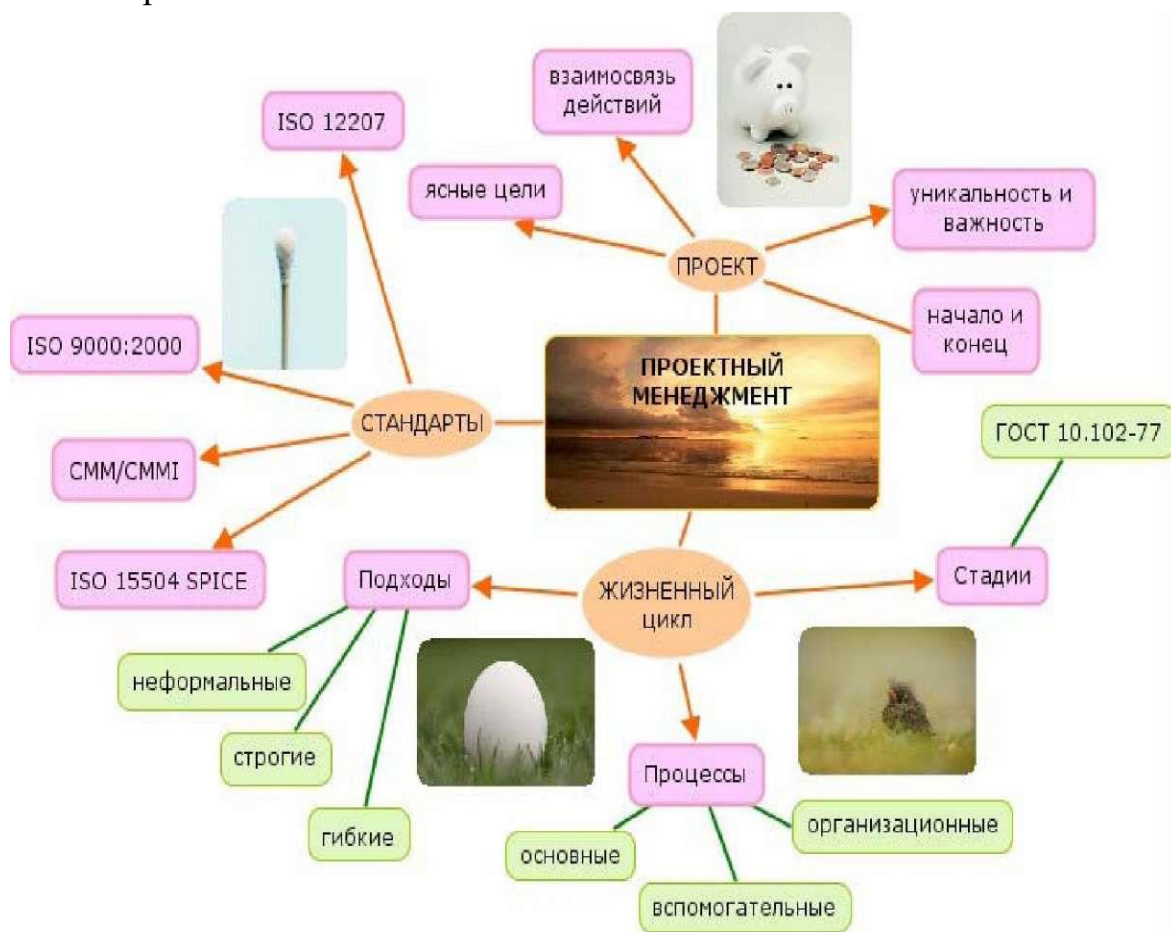 взаимосвязь
действий
ISO 12207
ясные цели
уникальность и
важность
ПРОЕКТ
начало и
конец
ISO 9000:2000
ПРОЕКТНЫЙ
МЕНЕДЖМЕНТ
СТАНДАРТЫ
ГОСТ 10.102-77
CMM/CMMI
ISO 15504 SPICE
Подходы
ЖИЗНЕННЫЙ
ЦИКЛ
Стадии
неформальные
строгие
Процессы
гибкие
организационные
основные
вспомогательные